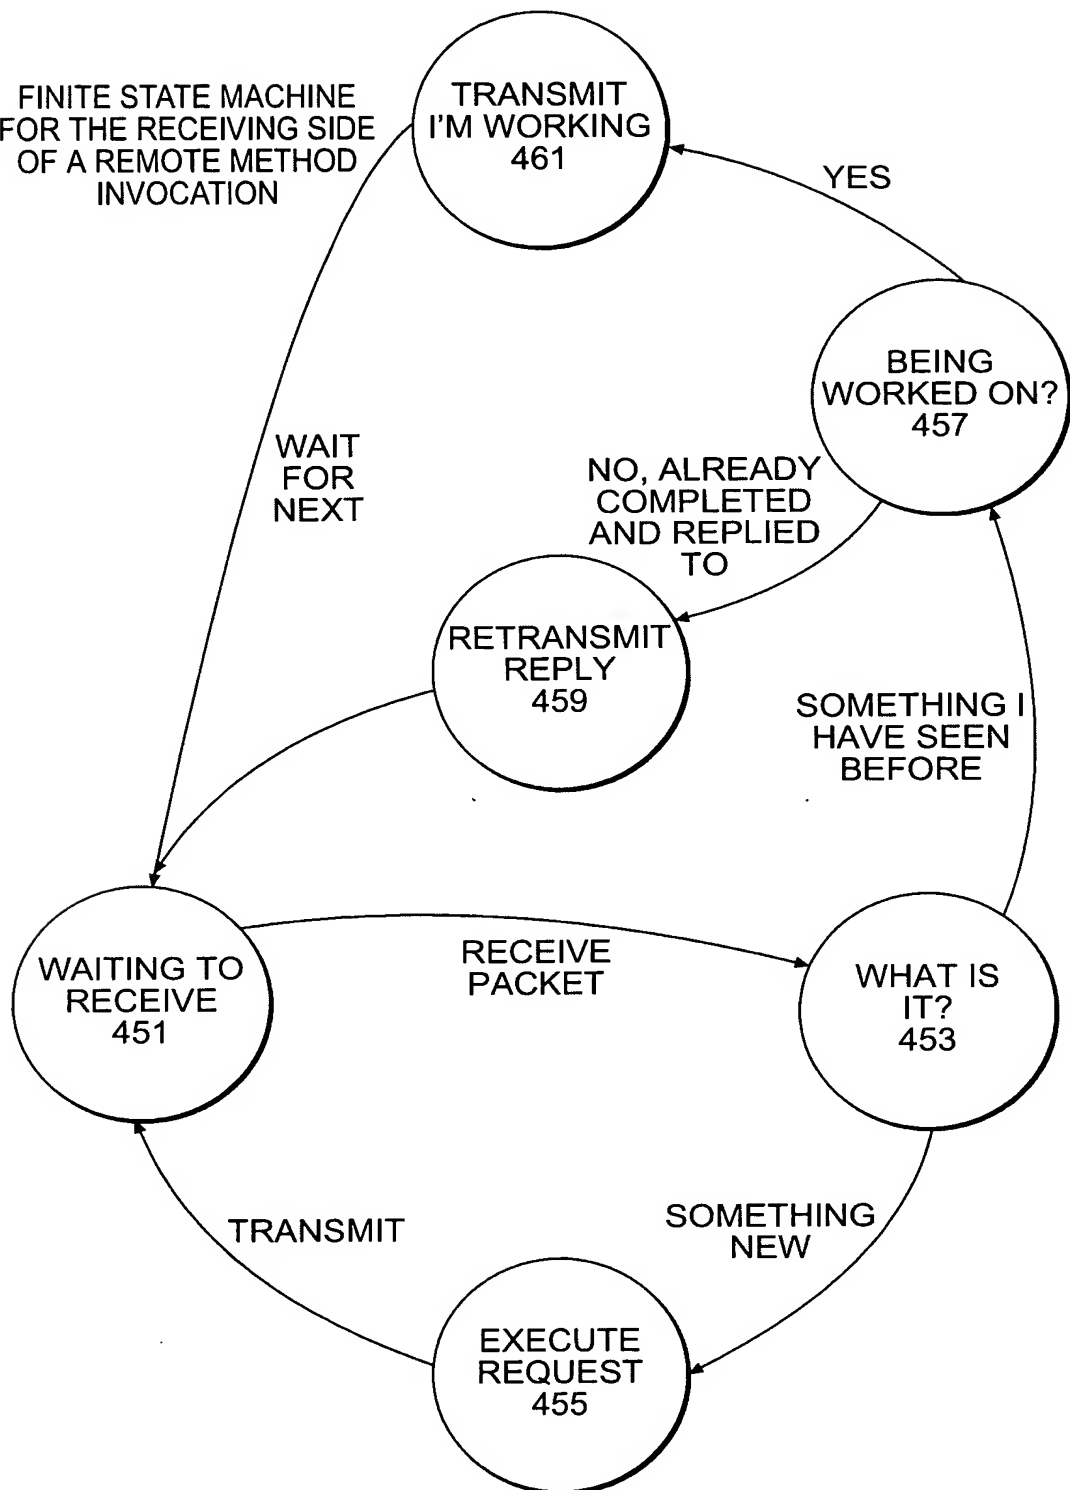 FINITE STATE MACHINE
FOR THE RECEIVING SIDE
OF A REMOTE METHOD
INVOCATION
TRANSMIT
I'M WORKING
461
YES
BEING
WORKED ON?
457
WAIT
FOR
NEXT
NO, ALREADY
COMPLETED
AND REPLIED
TO
RETRANSMIT
REPLY
459
SOMETHING I
HAVE SEEN
BEFORE
WAITING TO
RECEIVE
451
RECEIVE
PACKET
WHAT IS
IT?
453
TRANSMIT
SOMETHING
NEW
EXECUTE
REQUEST
455